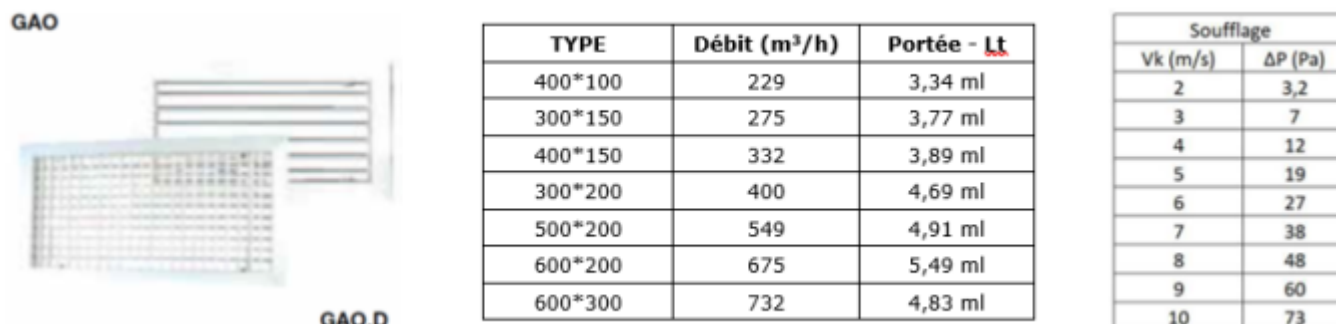 GAO
GAO D
TYPE Débit (m³/h) Portée - Lt
400*100 229 3,34 ml
300*150 275 3,77 ml
400*150 332 3,89 ml
300*200 400 4,69 ml
500*200 549 4,91 ml
600*200 675 5,49 ml
600*300 732 4,83 ml
Soufflage
Vk (m/s) ΔP (Pa)
2 3,2
3 7
4 12
5 19
6 27
7 38
8 48
9 60
10 73